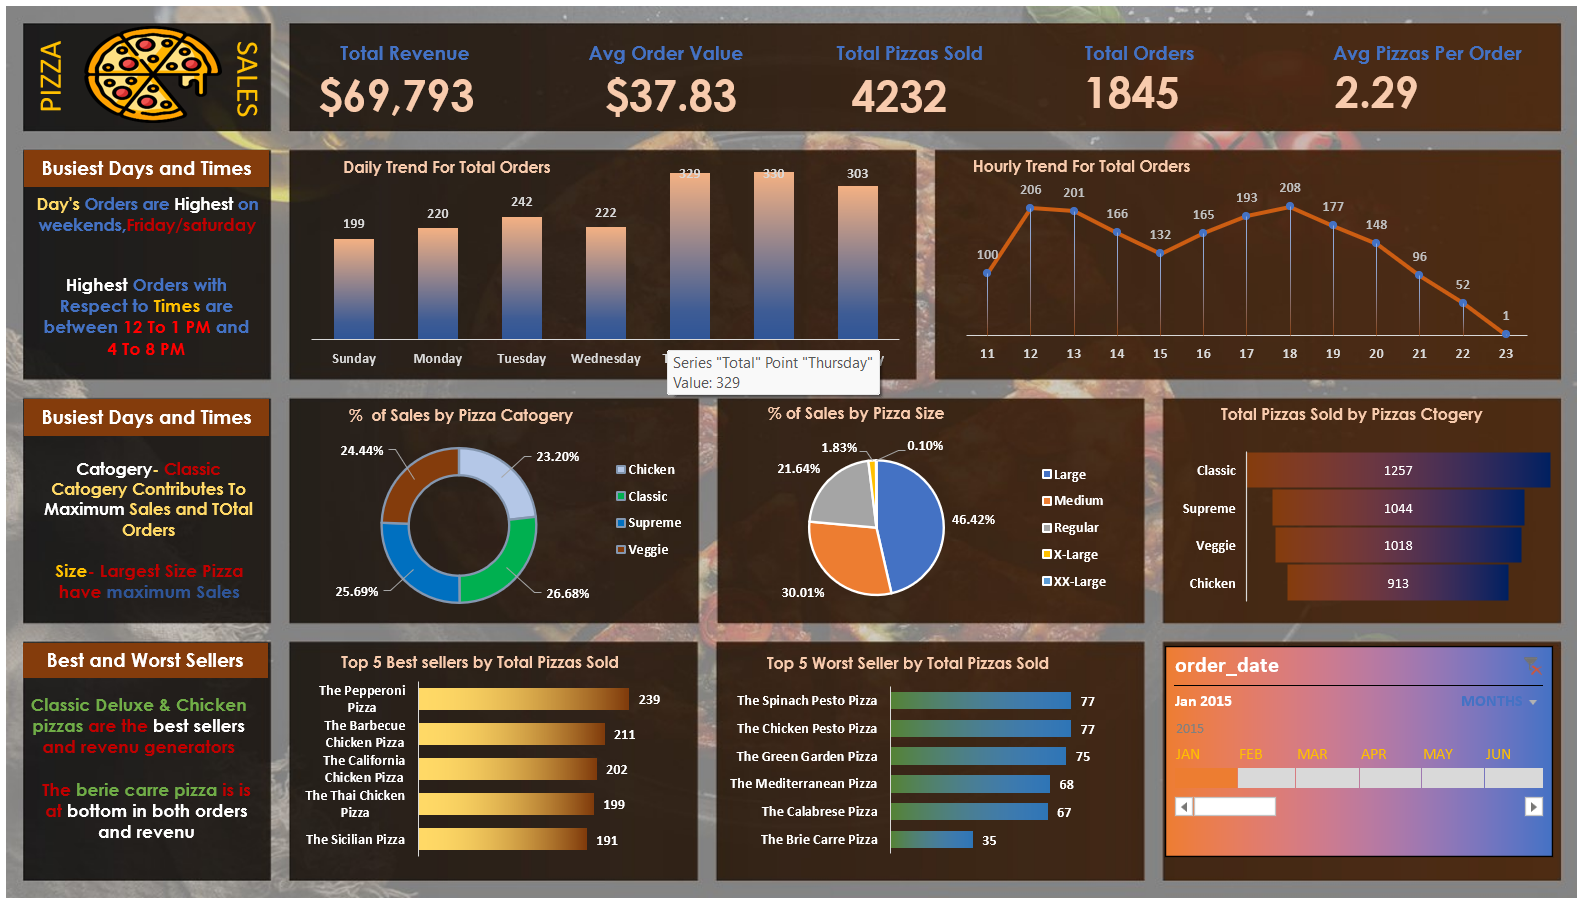 PIZZA
SALES
Total Revenue
$69,793
Avg Order Value
$37.83
Total Pizzas Sold
4232
Total Orders
1845
Avg Pizzas Per Order
2.29
Busiest Days and Times
Day's Orders are Highest on
weekends,Friday/saturday
Highest Orders with
Respect to Times are
between 12 To 1 PM and
4 To 8 PM
Daily Trend For Total Orders
199
220
242
222
329
330
303
Sunday
Monday
Tuesday
Wednesday
Series "Total" Point "Thursday"
Value: 329
Hourly Trend For Total Orders
100
206
201
166
132
165
193
208
177
148
96
52
1
11
12
13
14
15
16
17
18
19
20
21
22
23
Busiest Days and Times
Catogery- Classic
Catogery Contributes To
Maximum Sales and TOtal
Orders
Size- Largest Size Pizza
have maximum Sales
% of Sales by Pizza Catogery
24.44%
23.20%
25.69%
26.68%
Chicken
Classic
Supreme
Veggie
% of Sales by Pizza Size
1.83%
0.10%
21.64%
46.42%
30.01%
Large
Medium
Regular
X-Large
XX-Large
Total Pizzas Sold by Pizzas Ctogery
Classic 1257
Supreme 1044
Veggie 1018
Chicken 913
Best and Worst Sellers
Classic Deluxe & Chicken
pizzas are the best sellers
and revenu generators
The berie carre pizza is is
at bottom in both orders
and revenu
Top 5 Best sellers by Total Pizzas Sold
The Pepperoni
Pizza
239
The Barbecue
Chicken Pizza
211
The California
Chicken Pizza
202
The Thai Chicken
Pizza
199
The Sicilian Pizza 191
Top 5 Worst Seller by Total Pizzas Sold
The Spinach Pesto Pizza 77
The Chicken Pesto Pizza 77
The Green Garden Pizza 75
The Mediterranean Pizza 68
The Calabrese Pizza 67
The Brie Carre Pizza 35
order_date
Jan 2015
MONTHS
2015
JAN FEB MAR APR MAY JUN